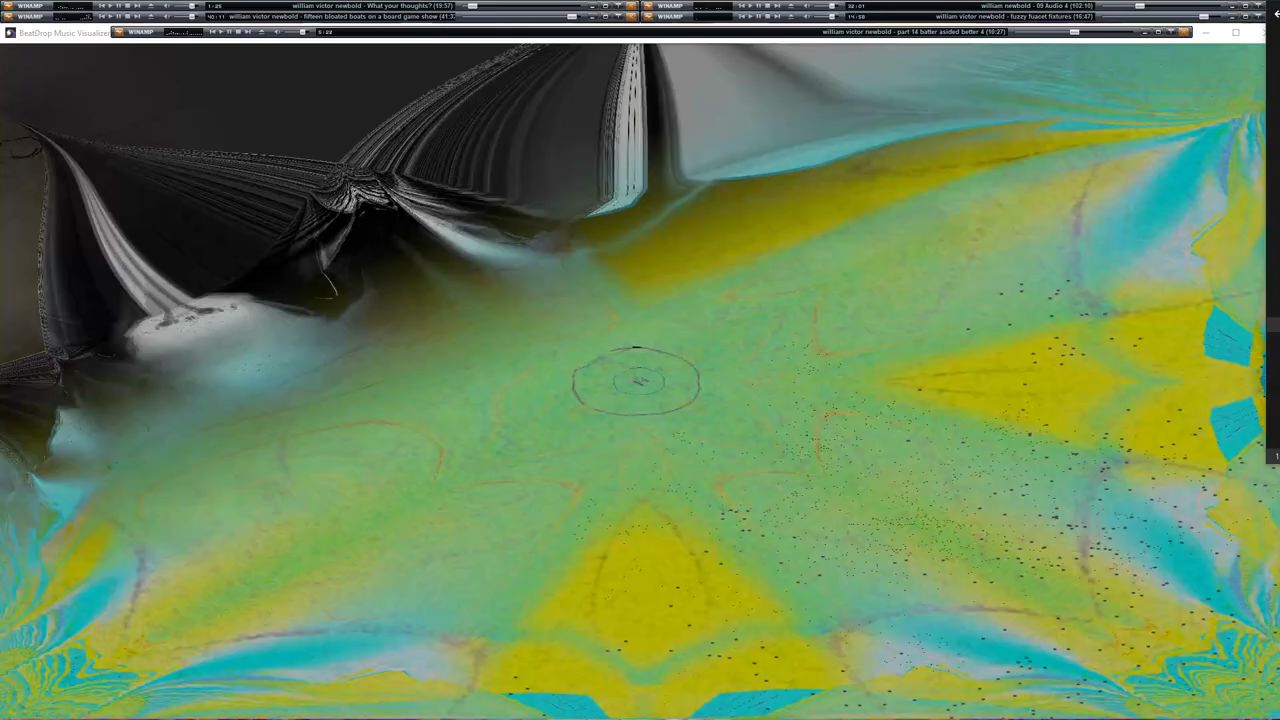 WINAMP 1:25 william victor newbold - What your thoughts? (19:57) WINAMP 32:01 william victor newbold - 09 Audio 4 (102:10)
WINAMP 40:11 william victor newbold - fifteen bloated boats on a board game show (41:3 WINAMP 14:58 william victor newbold - fuzzy fuacet fixtures (16:47)
BeatDrop Music Visualizer WINAMP 5:22 william victor newbold - part 14 batter asided better 4 (10:27)